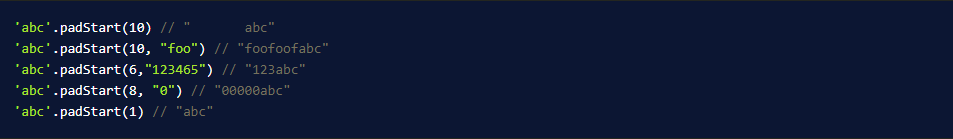 'abc'.padStart(10) // "       abc"
'abc'.padStart(10, "foo") // "foofoofabc"
'abc'.padStart(6,"123465") // "123abc"
'abc'.padStart(8, "0") // "00000abc"
'abc'.padStart(1) // "abc"